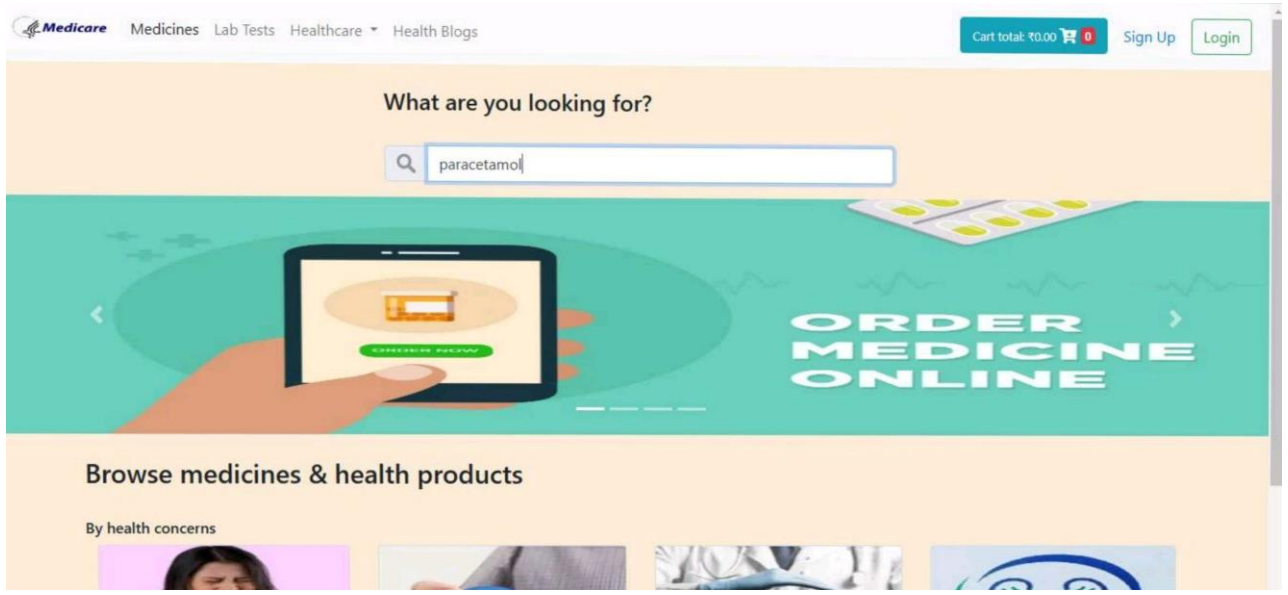 Medicare Medicines Lab Tests Healthcare Health Blogs Cart total: ₹0.00 0 Sign Up Login
What are you looking for?
paracetamol
ORDER NOW
ORDER
MEDICINE
ONLINE
Browse medicines & health products
By health concerns